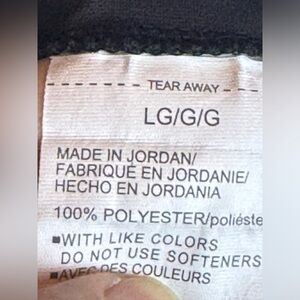 TEAR AWAY
LG/G/G
MADE IN JORDAN/
FABRIQUÉ EN JORDANIE/
HECHO EN JORDANIA
100% POLYESTER/poliéste
■WITH LIKE COLORS
DO NOT USE SOFTENERS
■AVEC DES COULEURS